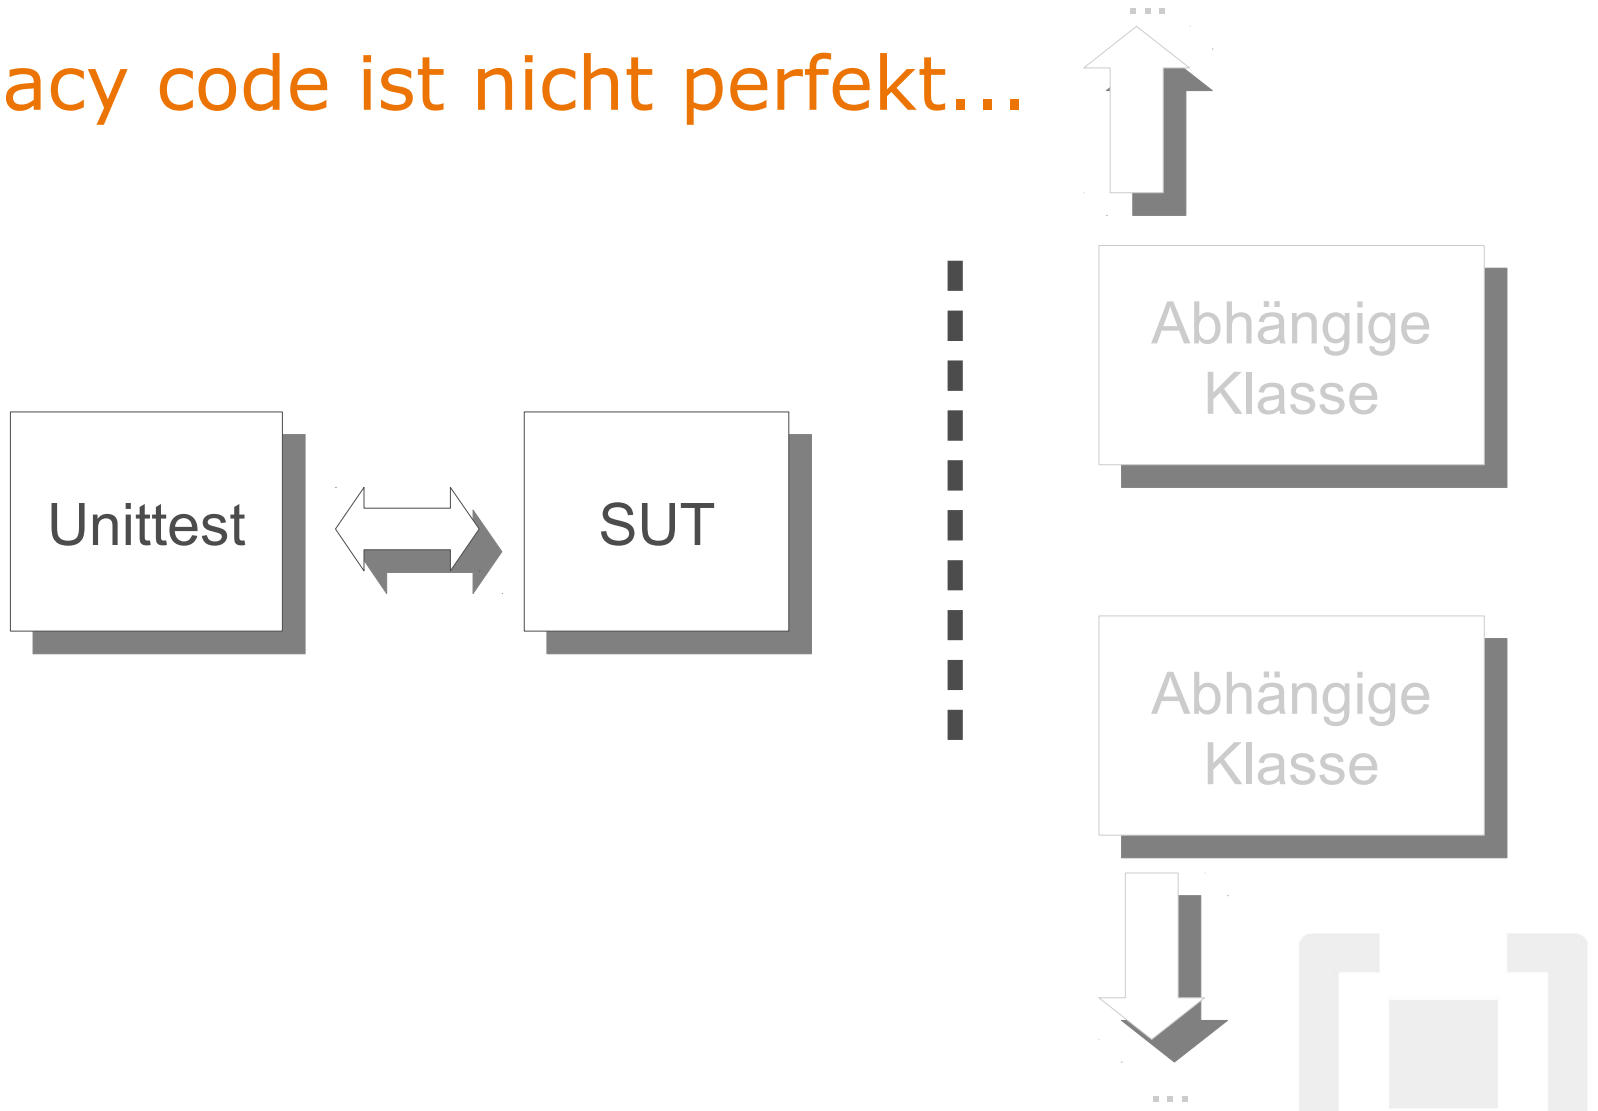 ...
acy code ist nicht perfekt...
Abhängige
Klasse
Unittest
SUT
Abhängige
Klasse
...